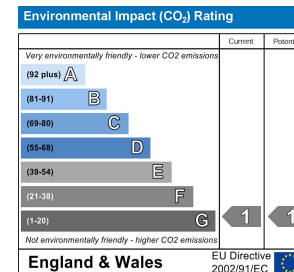 Environmental Impact (CO2) Rating
Current
Very environmentally friendly - lower CO2 emissions
(92 plus) A
(81-91) B
(69-80) C
(55-68) D
(39-54) E
(21-38) F
(1-20) G 1 1
Not environmentally friendly - higher CO2 emissions
England & Wales
EU Directive
2002/91/EC